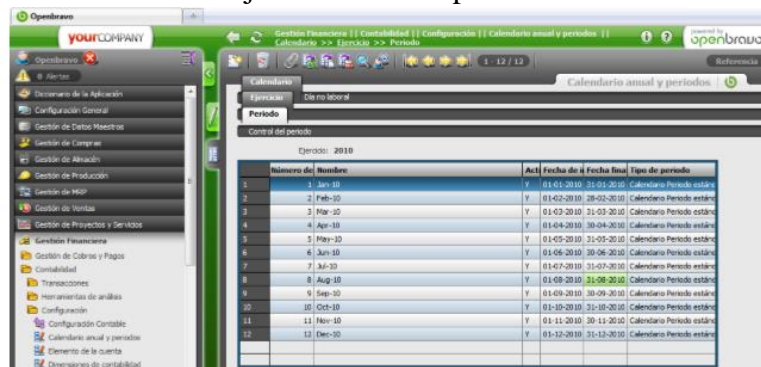 Openbravo
yourCOMPANY
Gestión Financiera || Contabilidad || Configuración || Calendario anual y periodos ||
Calendario >> Ejercicio >> Periodo
powered by
openbravo
Openbravo
0 Alertas
1 - 12 / 12
Referencia
Diccionario de la Aplicación
Configuración General
Gestión de Datos Maestros
Gestión de Compras
Gestión de Almacén
Gestión de Producción
Gestión de MRP
Gestión de Ventas
Gestión de Proyectos y Servicios
Gestión Financiera
Gestión de Cobros y Pagos
Contabilidad
Transacciones
Herramientas de análisis
Configuración
Configuración Contable
Calendario anual y periodos
Elemento de la cuenta
Dimensiones de contabilidad
Calendario
Calendario anual y periodos
Ejercicio Día no laboral
Periodo
Control del periodo
Ejercicio: 2010
Número de Nombre Act Fecha de i Fecha fina Tipo de periodo
1 1 Jan-10 Y 01-01-2010 31-01-2010 Calendario Periodo estánd
2 2 Feb-10 Y 01-02-2010 28-02-2010 Calendario Periodo estánd
3 3 Mar-10 Y 01-03-2010 31-03-2010 Calendario Periodo estánd
4 4 Apr-10 Y 01-04-2010 30-04-2010 Calendario Periodo estánd
5 5 May-10 Y 01-05-2010 31-05-2010 Calendario Periodo estánd
6 6 Jun-10 Y 01-06-2010 30-06-2010 Calendario Periodo estánd
7 7 Jul-10 Y 01-07-2010 31-07-2010 Calendario Periodo estánd
8 8 Aug-10 Y 01-08-2010 31-08-2010 Calendario Periodo estánd
9 9 Sep-10 Y 01-09-2010 30-09-2010 Calendario Periodo estánd
10 10 Oct-10 Y 01-10-2010 31-10-2010 Calendario Periodo estánd
11 11 Nov-10 Y 01-11-2010 30-11-2010 Calendario Periodo estánd
12 12 Dec-10 Y 01-12-2010 31-12-2010 Calendario Periodo estánd